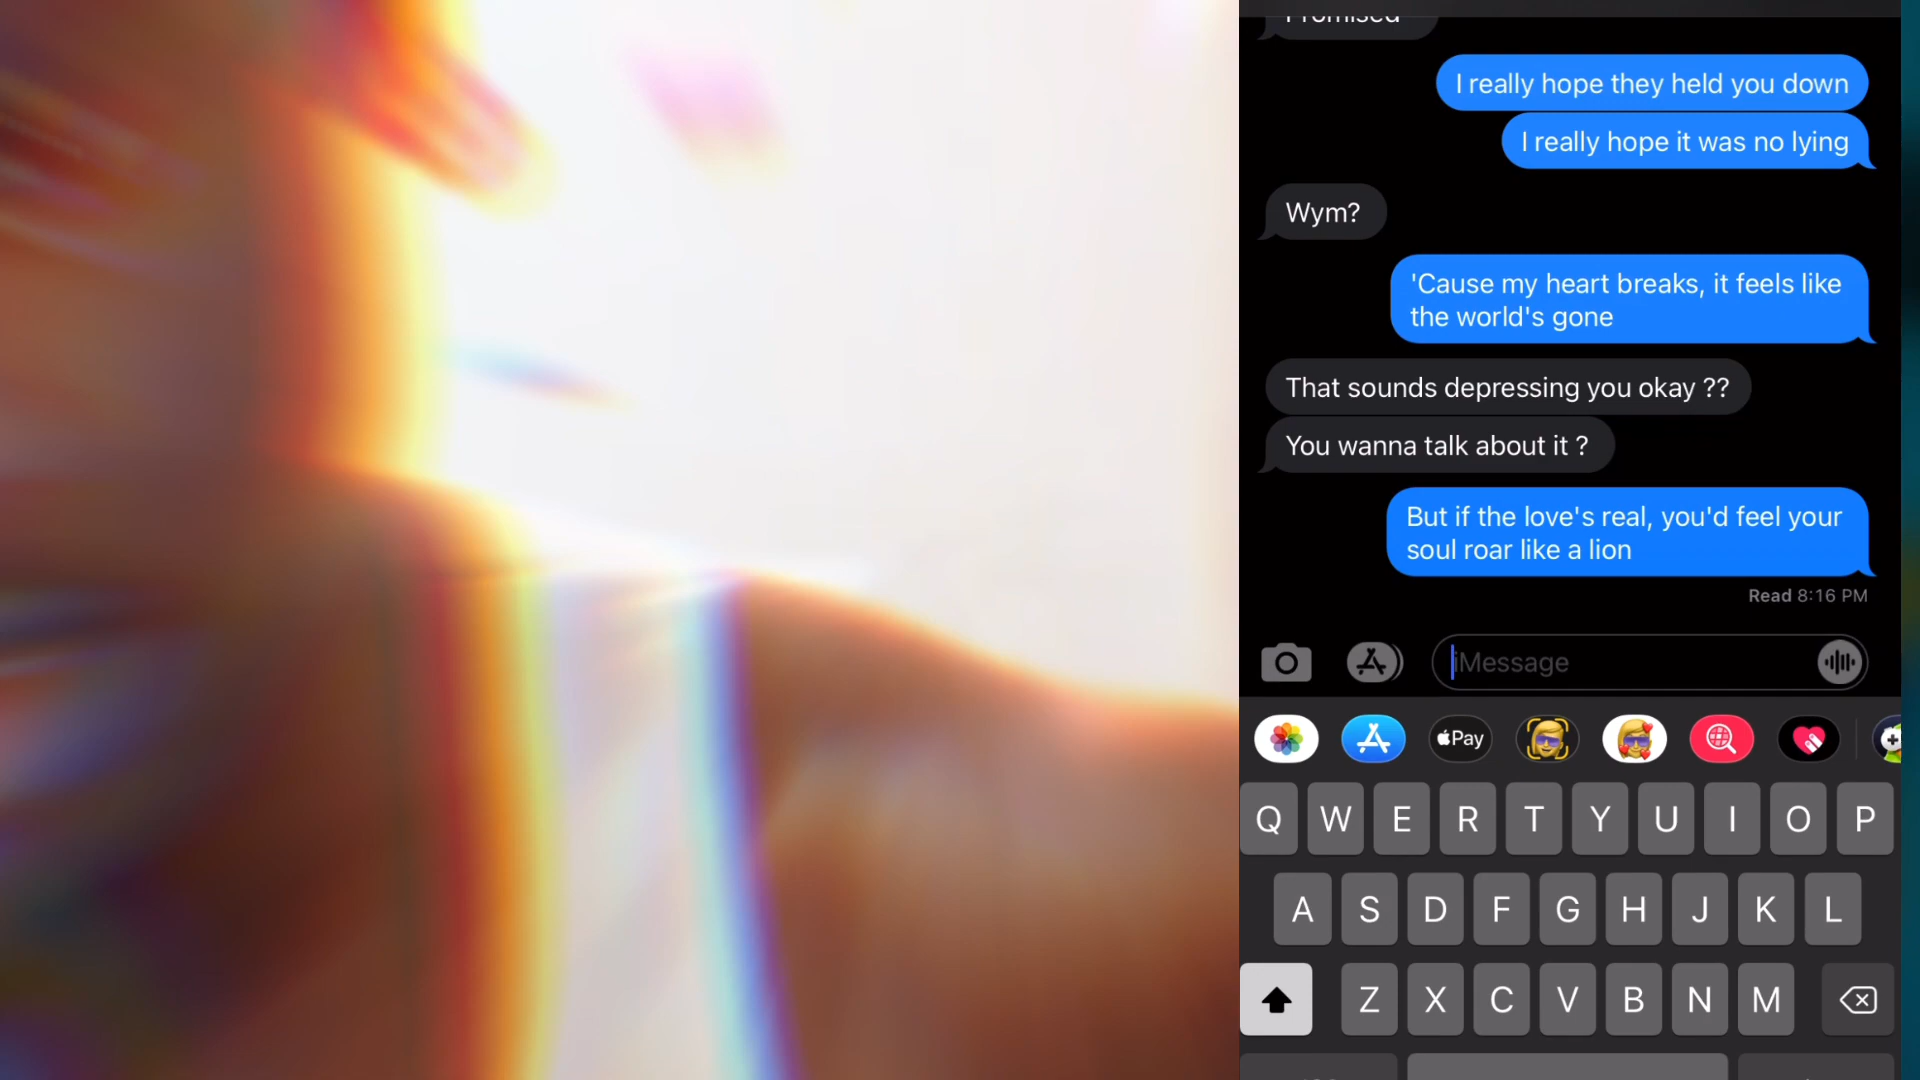 Promised
I really hope they held you down
I really hope it was no lying
Wym?
'Cause my heart breaks, it feels like
the world's gone
That sounds depressing you okay ??
You wanna talk about it ?
But if the love's real, you'd feel your
soul roar like a lion
Read 8:16 PM
iMessage
Pay
Q W E R T Y U I O P
A S D F G H J K L
Z X C V B N M